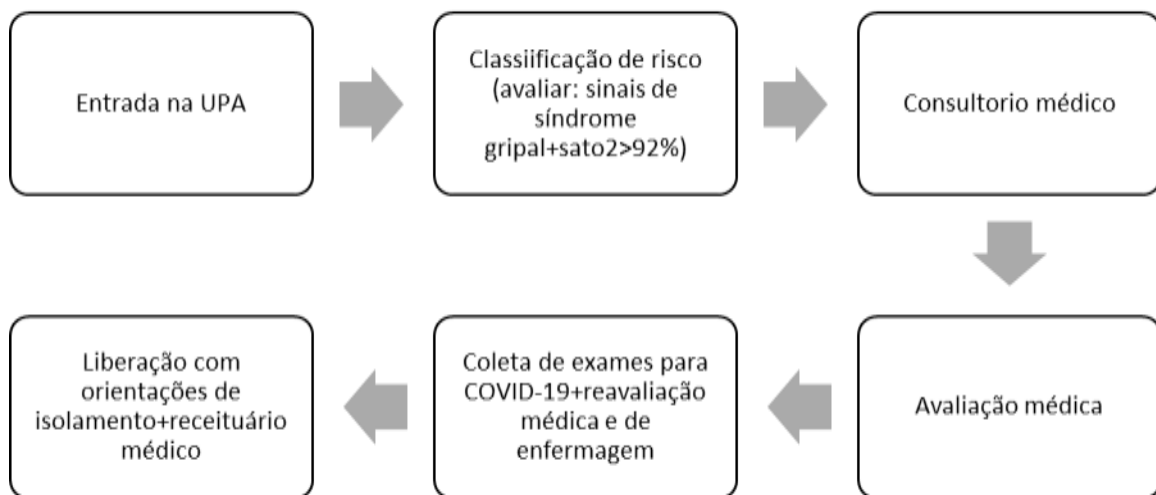 Entrada na UPA
Classiificação de risco
(avaliar: sinais de
síndrome
gripal+sato2>92%)
Consultorio médico
Avaliação médica
Coleta de exames para
COVID-19+reavaliação
médica e de
enfermagem
Liberação com
orientações de
isolamento+receituário
médico